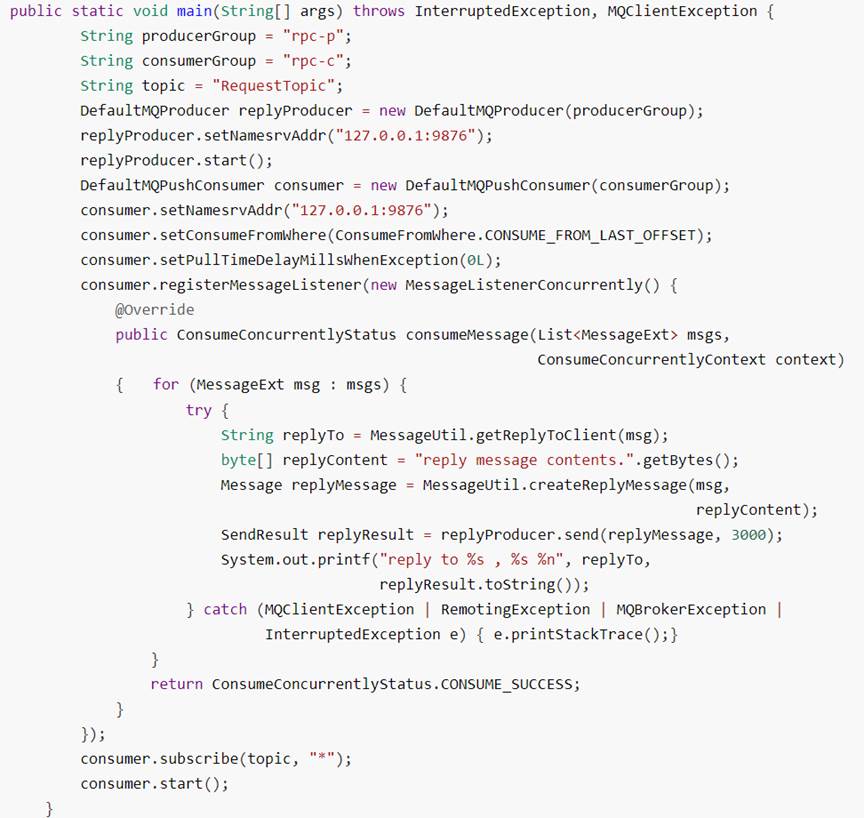 public static void main(String[] args) throws InterruptedException, MQClientException {
String producerGroup = "rpc-p";
String consumerGroup = "rpc-c";
String topic = "RequestTopic";
DefaultMQProducer replyProducer = new DefaultMQProducer(producerGroup);
replyProducer.setNamesrvAddr("127.0.0.1:9876");
replyProducer.start();
DefaultMQPushConsumer consumer = new DefaultMQPushConsumer(consumerGroup);
consumer.setNamesrvAddr("127.0.0.1:9876");
consumer.setConsumeFromWhere(ConsumeFromWhere.CONSUME_FROM_LAST_OFFSET);
consumer.setPullTimeDelayMillsWhenException(0L);
consumer.registerMessageListener(new MessageListenerConcurrently() {
@Override
public ConsumeConcurrentlyStatus consumeMessage(List<MessageExt> msgs,
ConsumeConcurrentlyContext context)
{ for (MessageExt msg : msgs) {
try {
String replyTo = MessageUtil.getReplyToClient(msg);
byte[] replyContent = "reply message contents.".getBytes();
Message replyMessage = MessageUtil.createReplyMessage(msg,
replyContent);
SendResult replyResult = replyProducer.send(replyMessage, 3000);
System.out.printf("reply to %s , %s %n", replyTo,
replyResult.toString());
} catch (MQClientException | RemotingException | MQBrokerException |
InterruptedException e) { e.printStackTrace();}
}
return ConsumeConcurrentlyStatus.CONSUME_SUCCESS;
}
});
consumer.subscribe(topic, "*");
consumer.start();
}